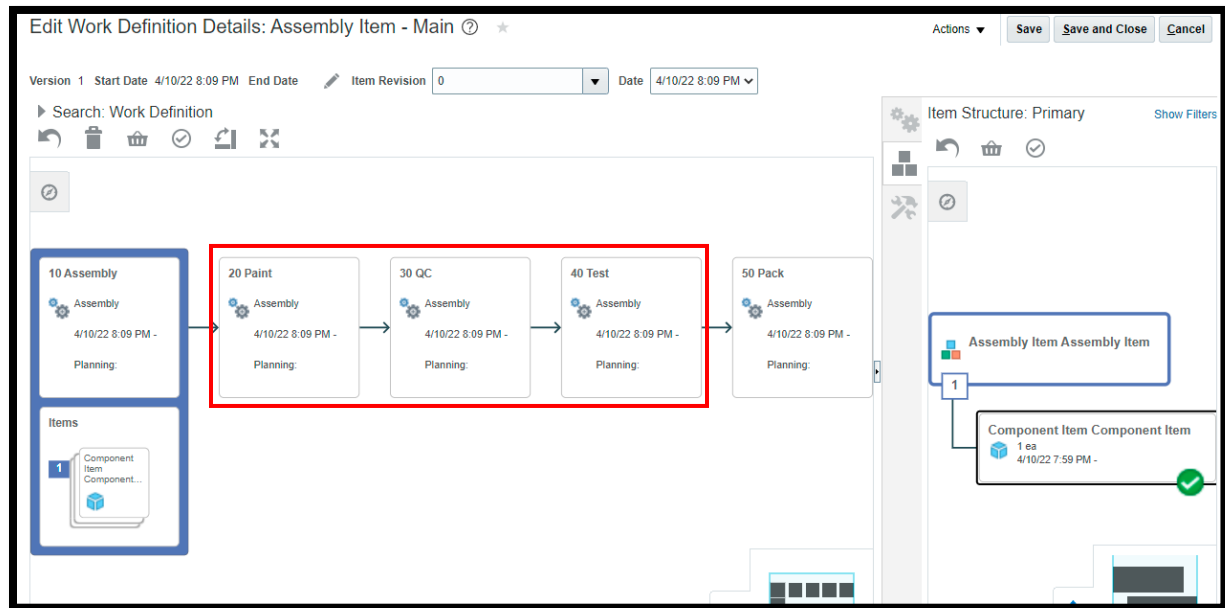 Edit Work Definition Details: Assembly Item - Main
Actions Save Save and Close Cancel
Version 1 Start Date 4/10/22 8:09 PM End Date Item Revision 0 Date 4/10/22 8:09 PM
Search: Work Definition
Item Structure: Primary Show Filters
10 Assembly
Assembly
4/10/22 8:09 PM -
Planning:
20 Paint
Assembly
4/10/22 8:09 PM -
Planning:
30 QC
Assembly
4/10/22 8:09 PM -
Planning:
40 Test
Assembly
4/10/22 8:09 PM -
Planning:
50 Pack
Assembly
4/10/22 8:09 PM -
Planning:
Items
1
Component
Item
Component...
Assembly Item Assembly Item
1
Component Item Component Item
1 ea
4/10/22 7:59 PM -